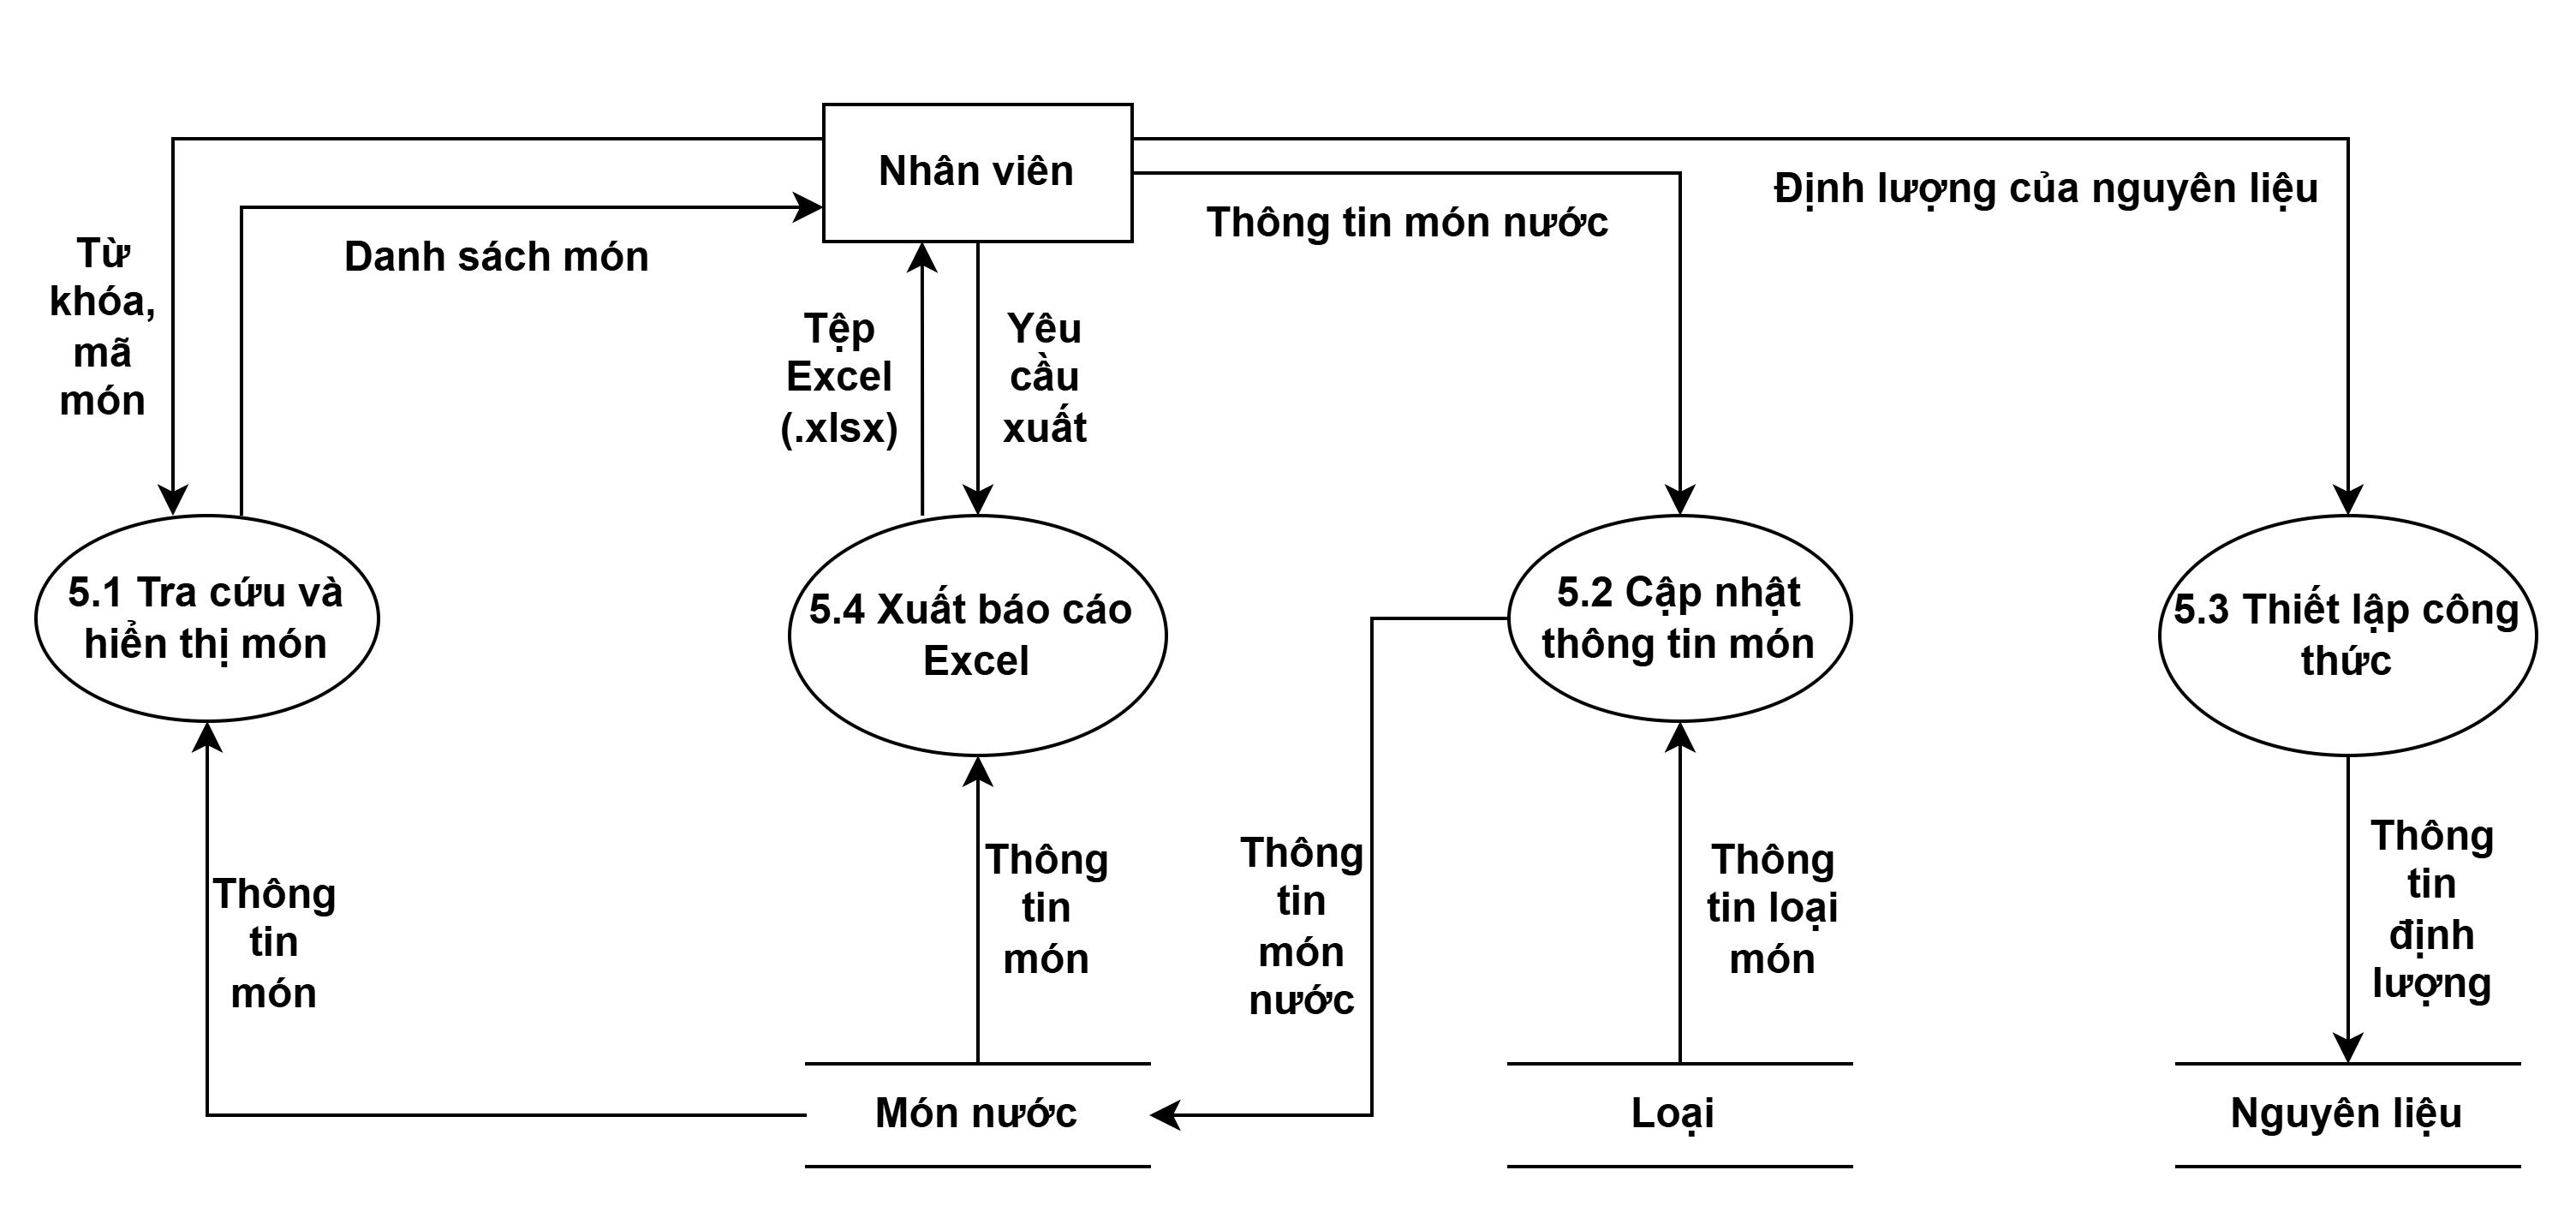 Nhân viên
Định lượng của nguyên liệu
Thông tin món nước
Danh sách món
Từ
khóa,
mã
món
Tệp
Excel
(.xlsx)
Yêu
cầu
xuất
5.1 Tra cứu và
hiển thị món
5.4 Xuất báo cáo
Excel
5.2 Cập nhật
thông tin món
5.3 Thiết lập công
thức
Thông
tin
món
Thông
tin
món
Thông
tin
món
nước
Thông
tin loại
món
Thông
tin
định
lượng
Món nước
Loại
Nguyên liệu